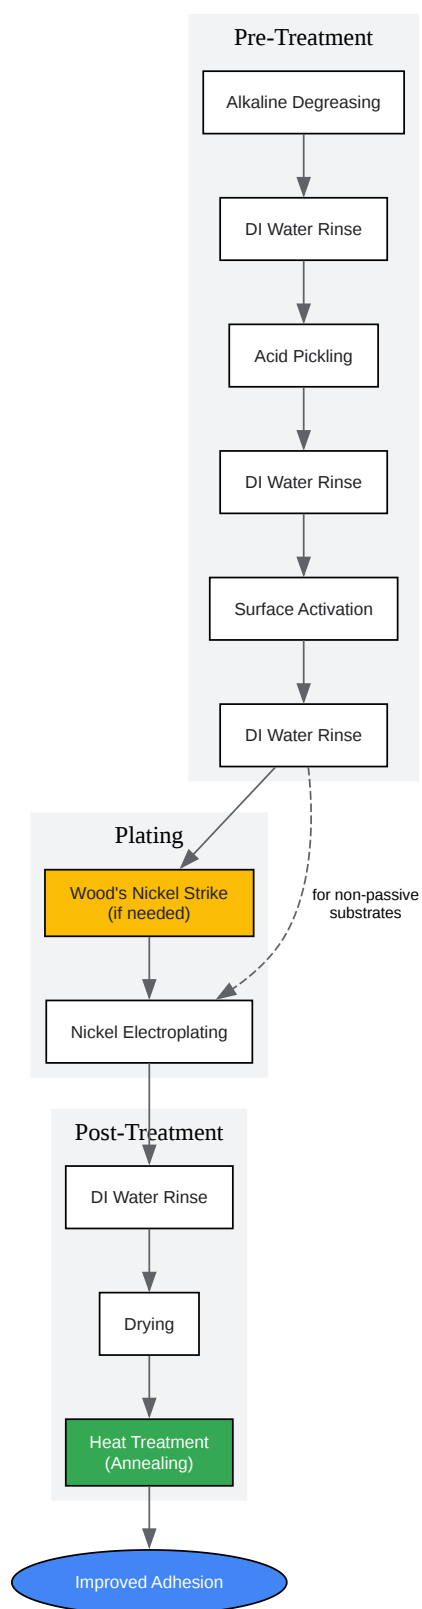 Pre-Treatment
Alkaline Degreasing
DI Water Rinse
Acid Pickling
DI Water Rinse
Surface Activation
DI Water Rinse
Plating
Wood's Nickel Strike
(if needed)
for non-passive
substrates
Nickel Electroplating
Post-Treatment
DI Water Rinse
Drying
Heat Treatment
(Annealing)
Improved Adhesion